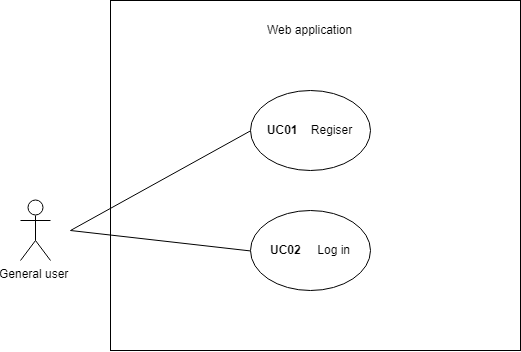 Web application
UC01 Regiser
UC02 Log in
General user